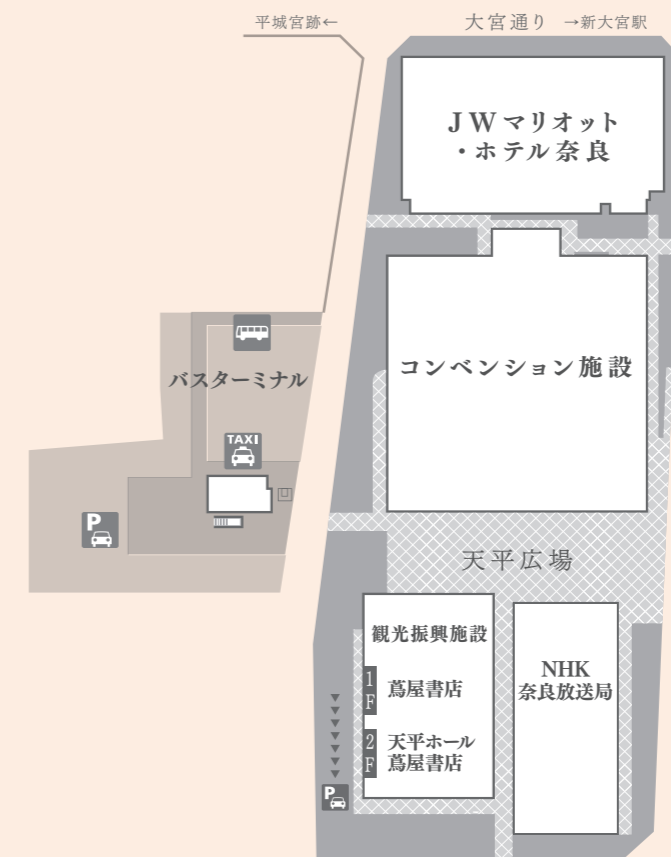 平城宮跡←
大宮通り →新大宮駅
JWマリオット
・ホテル奈良
コンベンション施設
バスターミナル
TAXI
P
天平広場
観光振興施設
1F 蔦屋書店
2F 天平ホール
蔦屋書店
NHK
奈良放送局
P